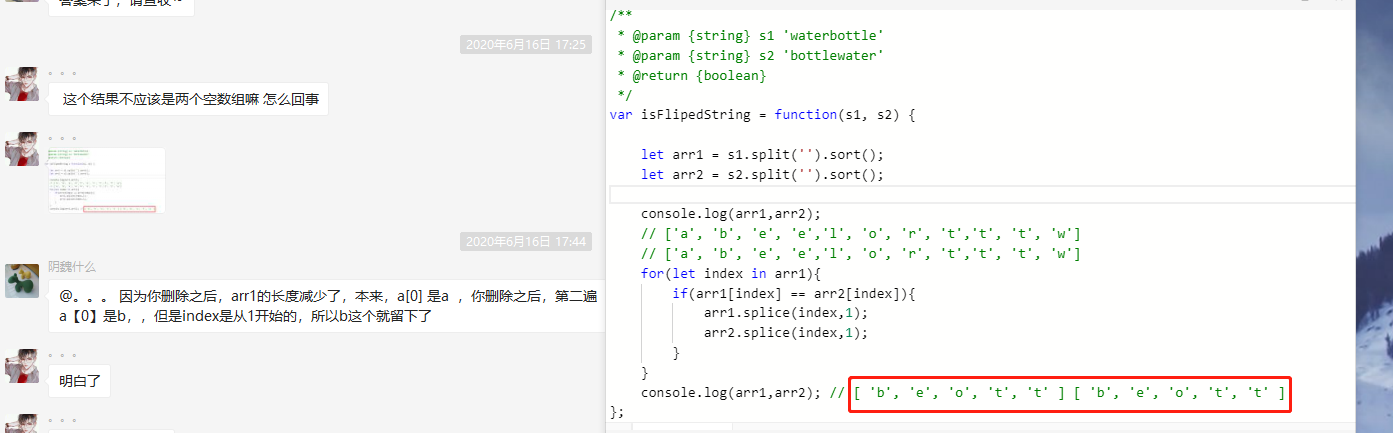 答案来了，请查收~
2020年6月16日 17:25
。。。
这个结果不应该是两个空数组嘛 怎么回事
。。。
2020年6月16日 17:44
阴魏什么
@。。。 因为你删除之后，arr1的长度减少了，本来，a[0] 是a ，你删除之后，第二遍
a【0】是b，，但是index是从1开始的，所以b这个就留下了
。。。
明白了
。。。
/**
 * @param {string} s1 'waterbottle'
 * @param {string} s2 'bottlewater'
 * @return {boolean}
 */
var isFlipedString = function(s1, s2) {
    let arr1 = s1.split('').sort();
    let arr2 = s2.split('').sort();
    console.log(arr1,arr2);
    // ['a', 'b', 'e', 'e','l', 'o', 'r', 't','t', 't', 'w']
    // ['a', 'b', 'e', 'e','l', 'o', 'r', 't','t', 't', 'w']
    for(let index in arr1){
        if(arr1[index] == arr2[index]){
            arr1.splice(index,1);
            arr2.splice(index,1);
        }
    }
    console.log(arr1,arr2); // [ 'b', 'e', 'o', 't', 't' ] [ 'b', 'e', 'o', 't', 't' ]
};